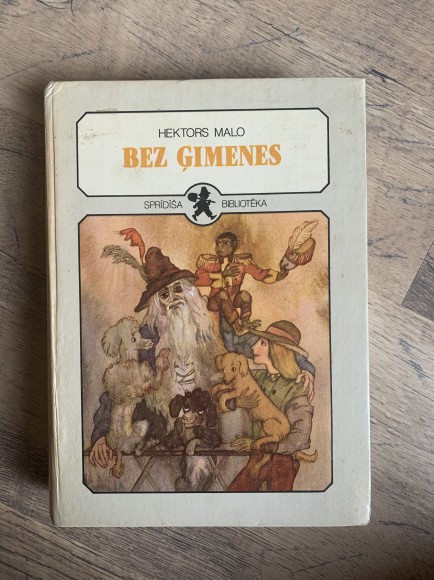 HEKTORS MALO
BEZ ĢIMENES
SPRĪDĪŠA BIBLIOTĒKA